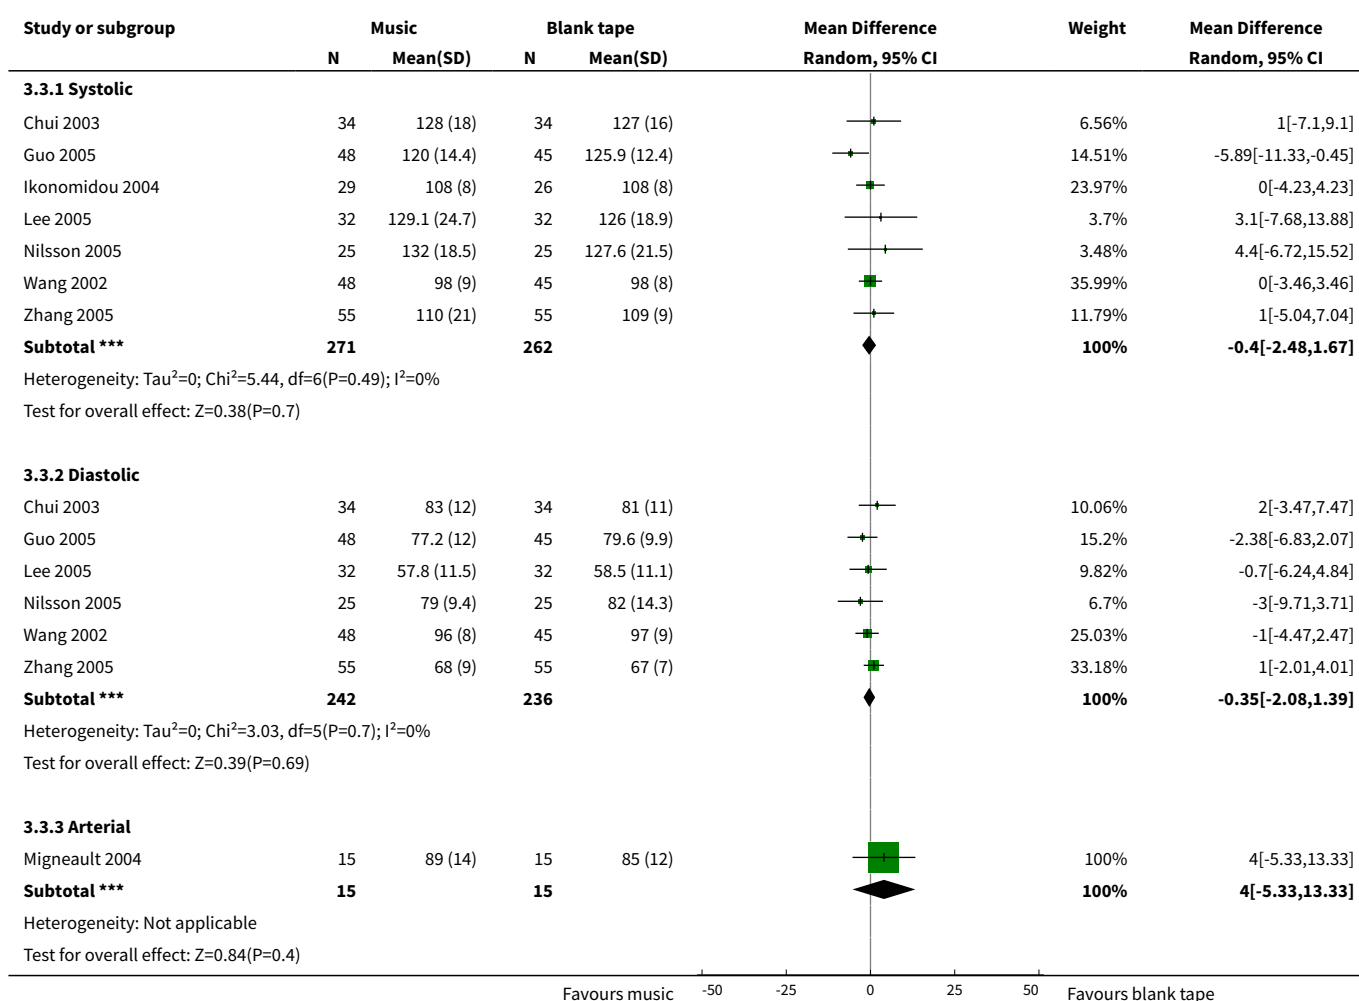 Study or subgroup Music Blank tape Mean Difference Weight Mean Difference
N Mean(SD) N Mean(SD) Random, 95% CI Random, 95% CI
3.3.1 Systolic
Chui 2003 34 128 (18) 34 127 (16) 6.56% 1[-7.1,9.1]
Guo 2005 48 120 (14.4) 45 125.9 (12.4) 14.51% -5.89[-11.33,-0.45]
Ikonomidou 2004 29 108 (8) 26 108 (8) 23.97% 0[-4.23,4.23]
Lee 2005 32 129.1 (24.7) 32 126 (18.9) 3.7% 3.1[-7.68,13.88]
Nilsson 2005 25 132 (18.5) 25 127.6 (21.5) 3.48% 4.4[-6.72,15.52]
Wang 2002 48 98 (9) 45 98 (8) 35.99% 0[-3.46,3.46]
Zhang 2005 55 110 (21) 55 109 (9) 11.79% 1[-5.04,7.04]
Subtotal *** 271 262 100% -0.4[-2.48,1.67]
Heterogeneity: Tau²=0; Chi²=5.44, df=6(P=0.49); I²=0%
Test for overall effect: Z=0.38(P=0.7)
3.3.2 Diastolic
Chui 2003 34 83 (12) 34 81 (11) 10.06% 2[-3.47,7.47]
Guo 2005 48 77.2 (12) 45 79.6 (9.9) 15.2% -2.38[-6.83,2.07]
Lee 2005 32 57.8 (11.5) 32 58.5 (11.1) 9.82% -0.7[-6.24,4.84]
Nilsson 2005 25 79 (9.4) 25 82 (14.3) 6.7% -3[-9.71,3.71]
Wang 2002 48 96 (8) 45 97 (9) 25.03% -1[-4.47,2.47]
Zhang 2005 55 68 (9) 55 67 (7) 33.18% 1[-2.01,4.01]
Subtotal *** 242 236 100% -0.35[-2.08,1.39]
Heterogeneity: Tau²=0; Chi²=3.03, df=5(P=0.7); I²=0%
Test for overall effect: Z=0.39(P=0.69)
3.3.3 Arterial
Migneault 2004 15 89 (14) 15 85 (12) 100% 4[-5.33,13.33]
Subtotal *** 15 15 100% 4[-5.33,13.33]
Heterogeneity: Not applicable
Test for overall effect: Z=0.84(P=0.4)
Favours music -50 -25 0 25 50 Favours blank tape